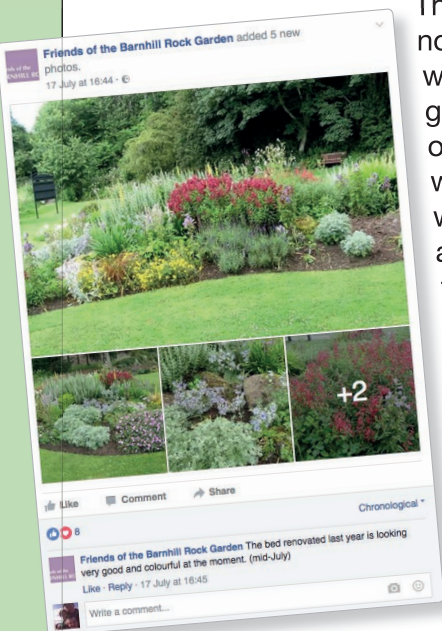 Friends of the Barnhill Rock Garden added 5 new
photos.
17 July at 16:44
+2
Like Comment Share
8
Chronological
Friends of the Barnhill Rock Garden The bed renovated last year is looking
very good and colourful at the moment. (mid-July)
Like · Reply · 17 July at 16:45
Write a comment...